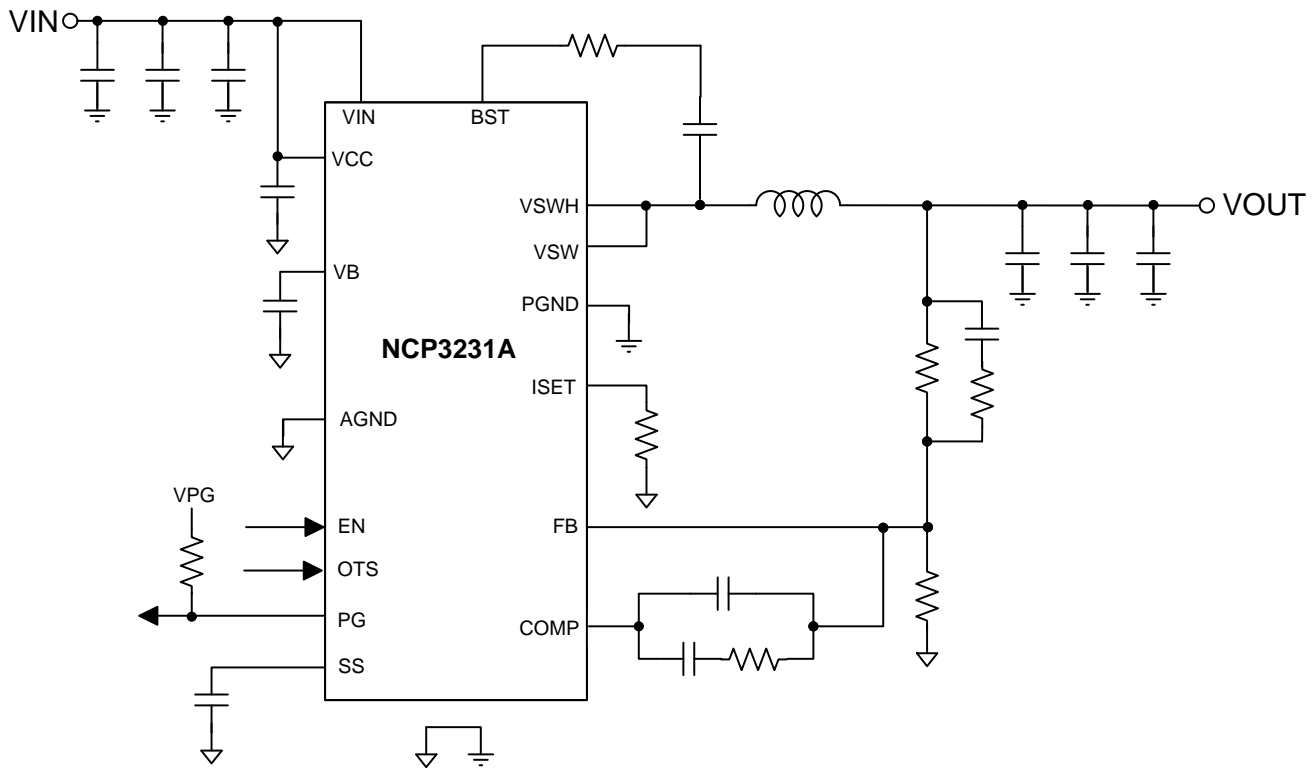 VIN
VIN
BST
VCC
VSWH
VOUT
VSW
VB
PGND
NCP3231A
ISET
AGND
VPG
EN
FB
OTS
PG
COMP
SS